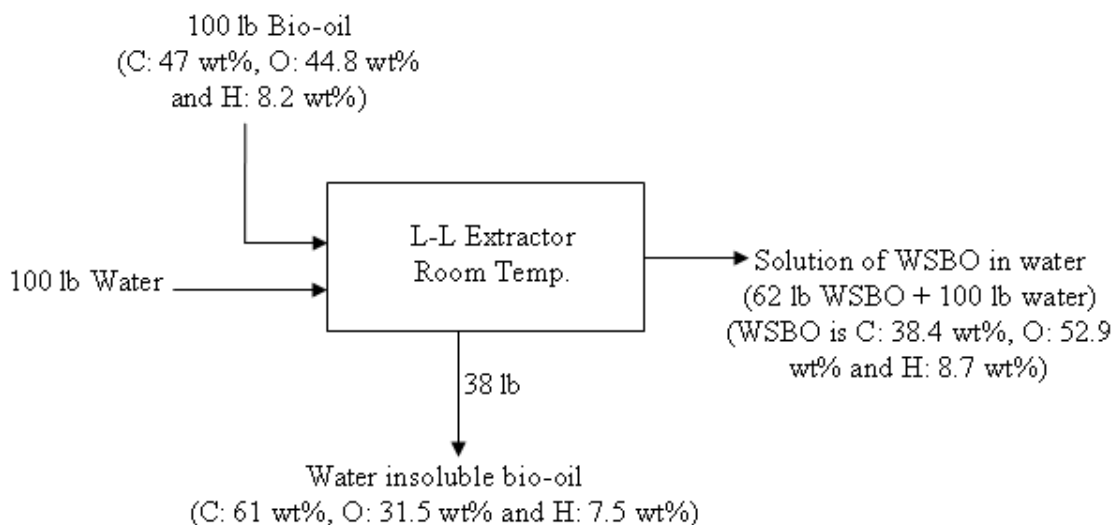 100 lb Bio-oil
(C: 47 wt%, O: 44.8 wt%
and H: 8.2 wt%)
L-L Extractor
Room Temp.
100 lb Water
Solution of WSBO in water
(62 lb WSBO + 100 lb water)
(WSBO is C: 38.4 wt%, O: 52.9
wt% and H: 8.7 wt%)
38 lb
Water insoluble bio-oil
(C: 61 wt%, O: 31.5 wt% and H: 7.5 wt%)